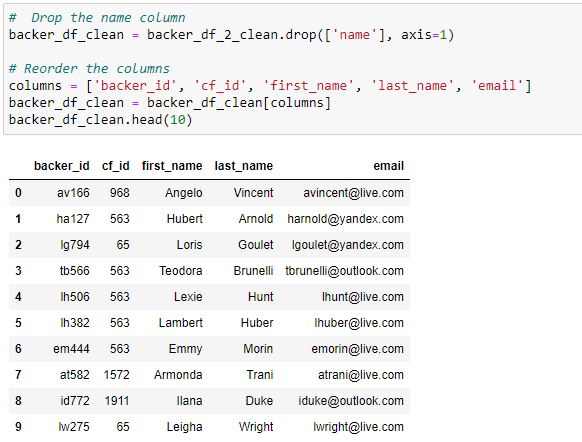 #  Drop the name column
backer_df_clean = backer_df_2_clean.drop(['name'], axis=1)
# Reorder the columns
columns = ['backer_id', 'cf_id', 'first_name', 'last_name', 'email']
backer_df_clean = backer_df_clean[columns]
backer_df_clean.head(10)
backer_id cf_id first_name last_name email
0 av166 968 Angelo Vincent avincent@live.com
1 ha127 563 Hubert Arnold harnold@yandex.com
2 lg794 65 Loris Goulet lgoulet@yandex.com
3 tb566 563 Teodora Brunelli tbrunelli@outlook.com
4 lh506 563 Lexie Hunt lhunt@live.com
5 lh382 563 Lambert Huber lhuber@live.com
6 em444 563 Emmy Morin emorin@live.com
7 at582 1572 Armonda Trani atrani@live.com
8 id772 1911 Ilana Duke iduke@outlook.com
9 lw275 65 Leigha Wright lwright@live.com